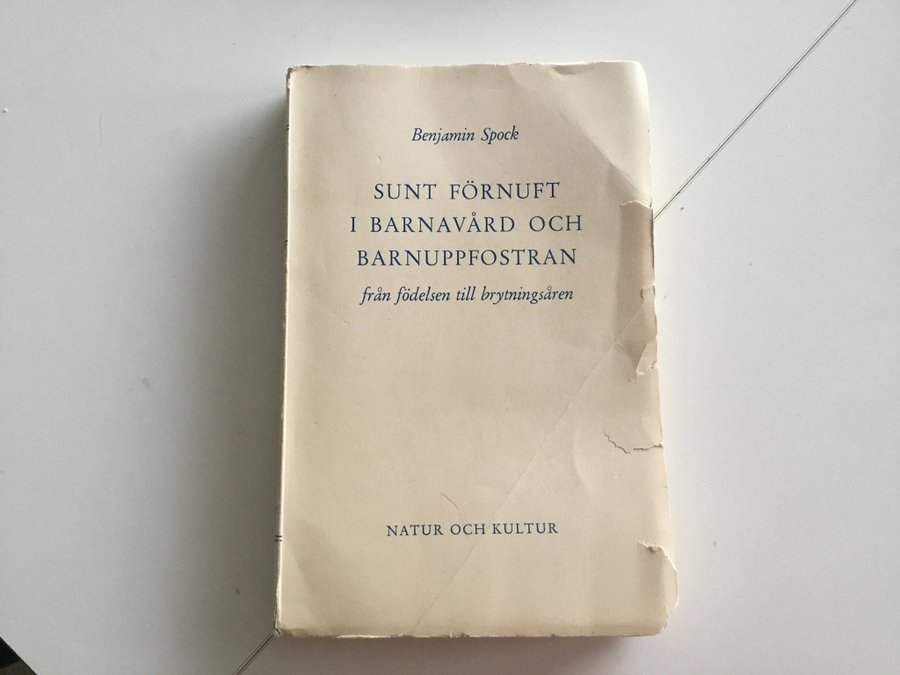 Benjamin Spock
SUNT FÖRNUFT
I BARNAVÅRD OCH
BARNUPPFOSTRAN
från födelsen till brytningsåren
NATUR OCH KULTUR